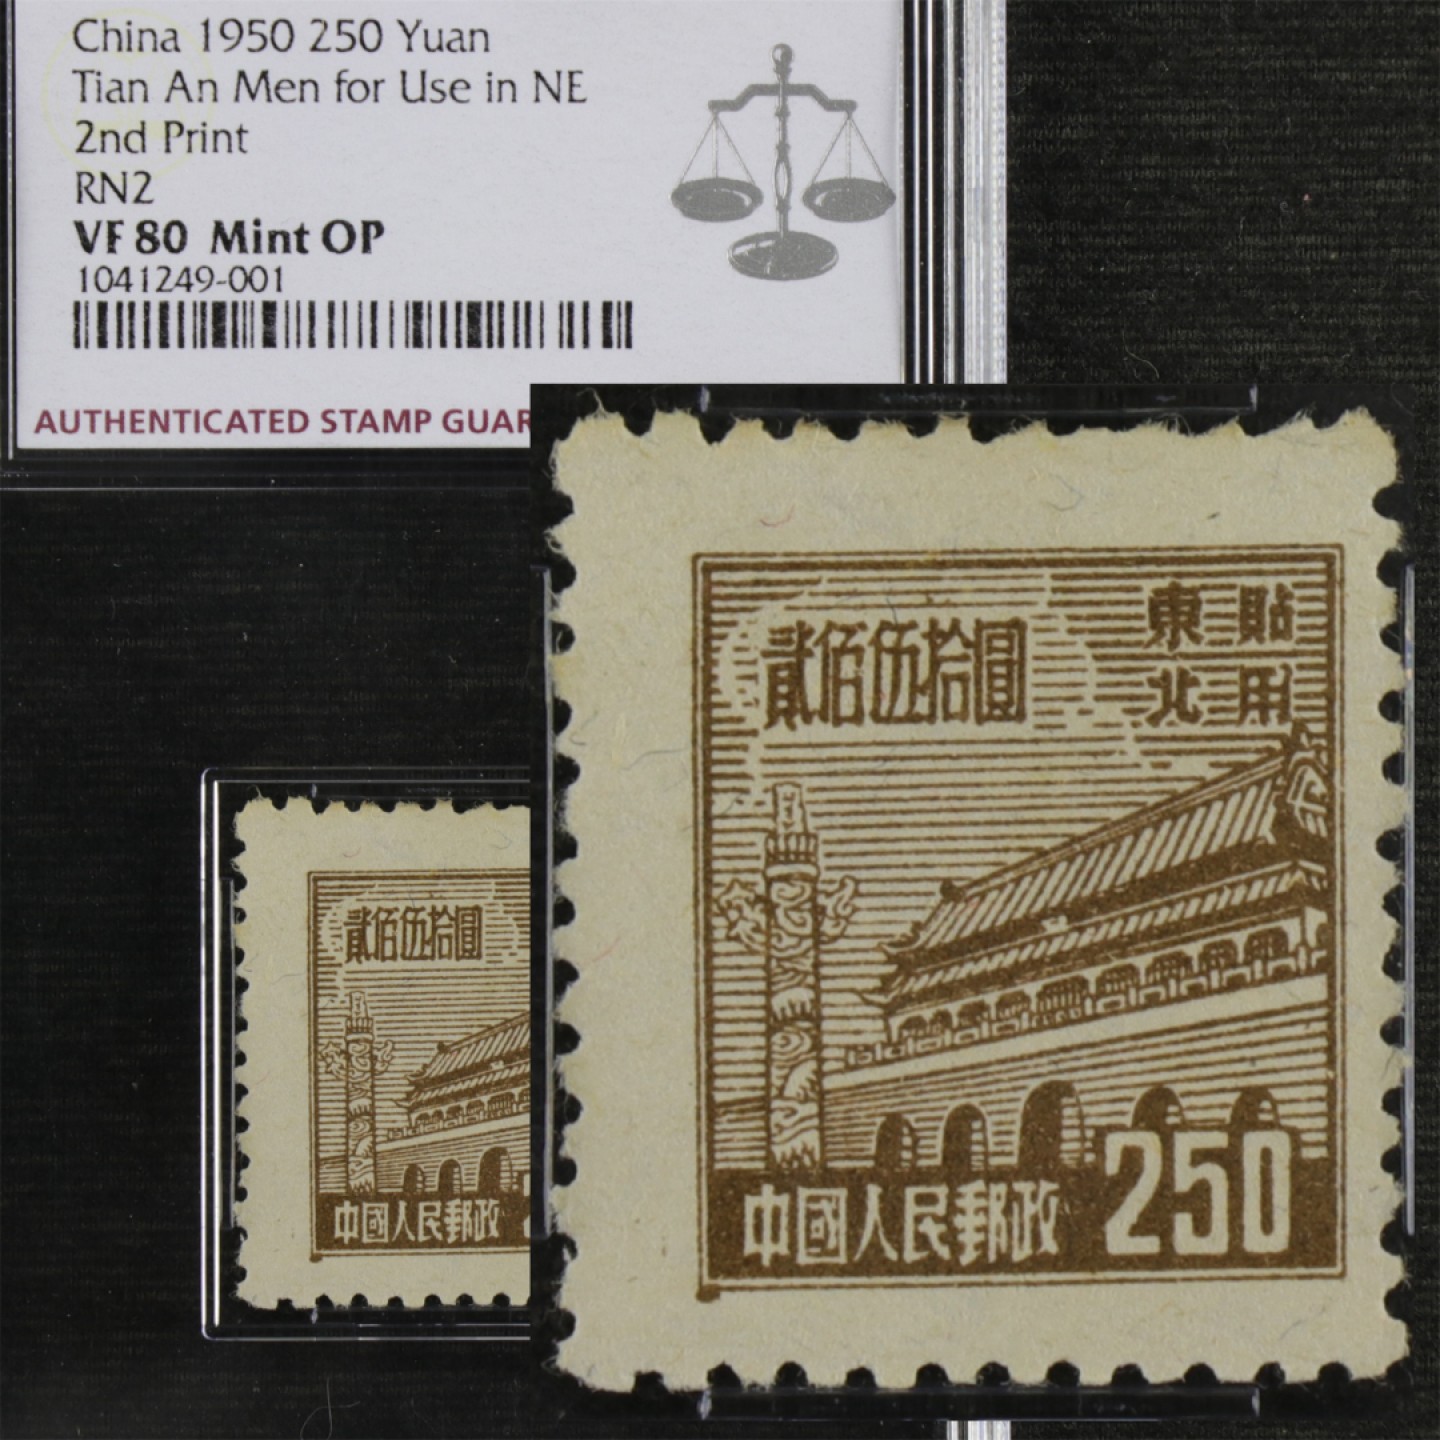 China 1950 250 Yuan
Tian An Men for Use in NE
2nd Print
RN2
VF 80 Mint OP
1041249-001
AUTHENTICATED STAMP GUAR
貳佰伍拾圓
中國人民郵政
東貼
北用
貳佰伍拾圓
中國人民郵政
250